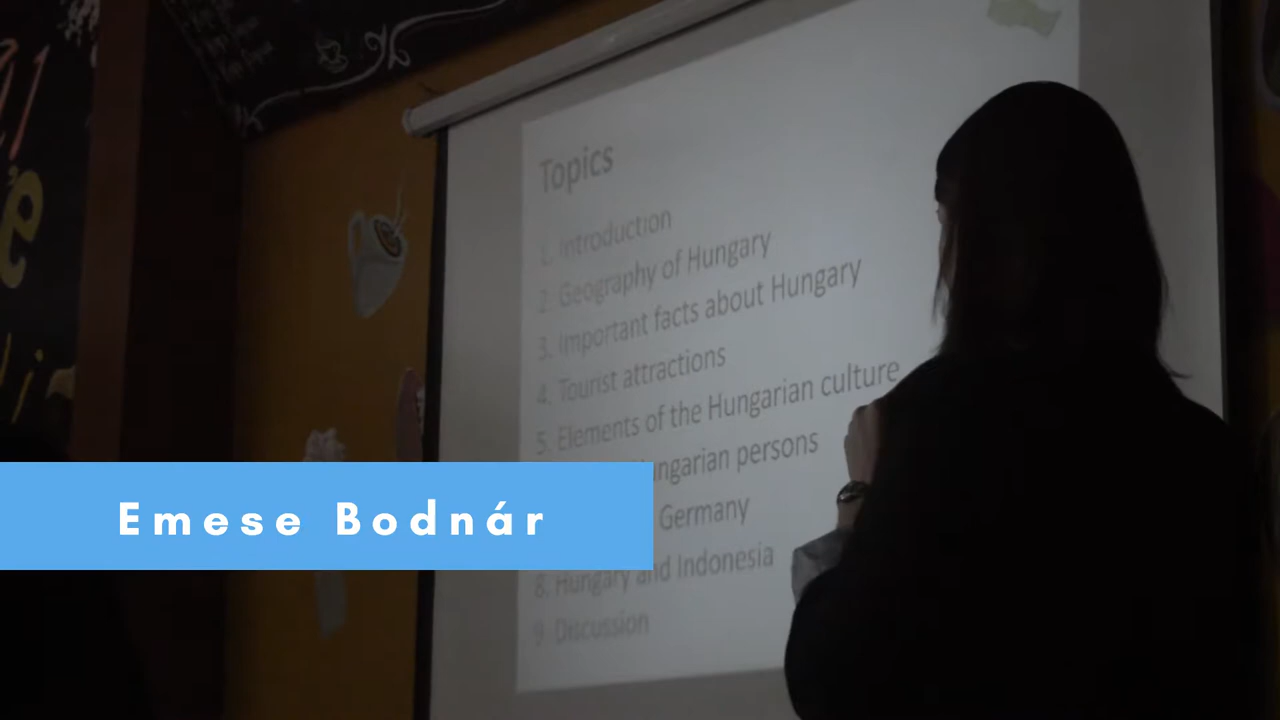 Topics
1. Introduction
2. Geography of Hungary
3. Important facts about Hungary
4. Tourist attractions
5. Elements of the Hungarian culture
ngarian persons
Germany
8. Hungary and Indonesia
9. Discussion
Emese Bodnár